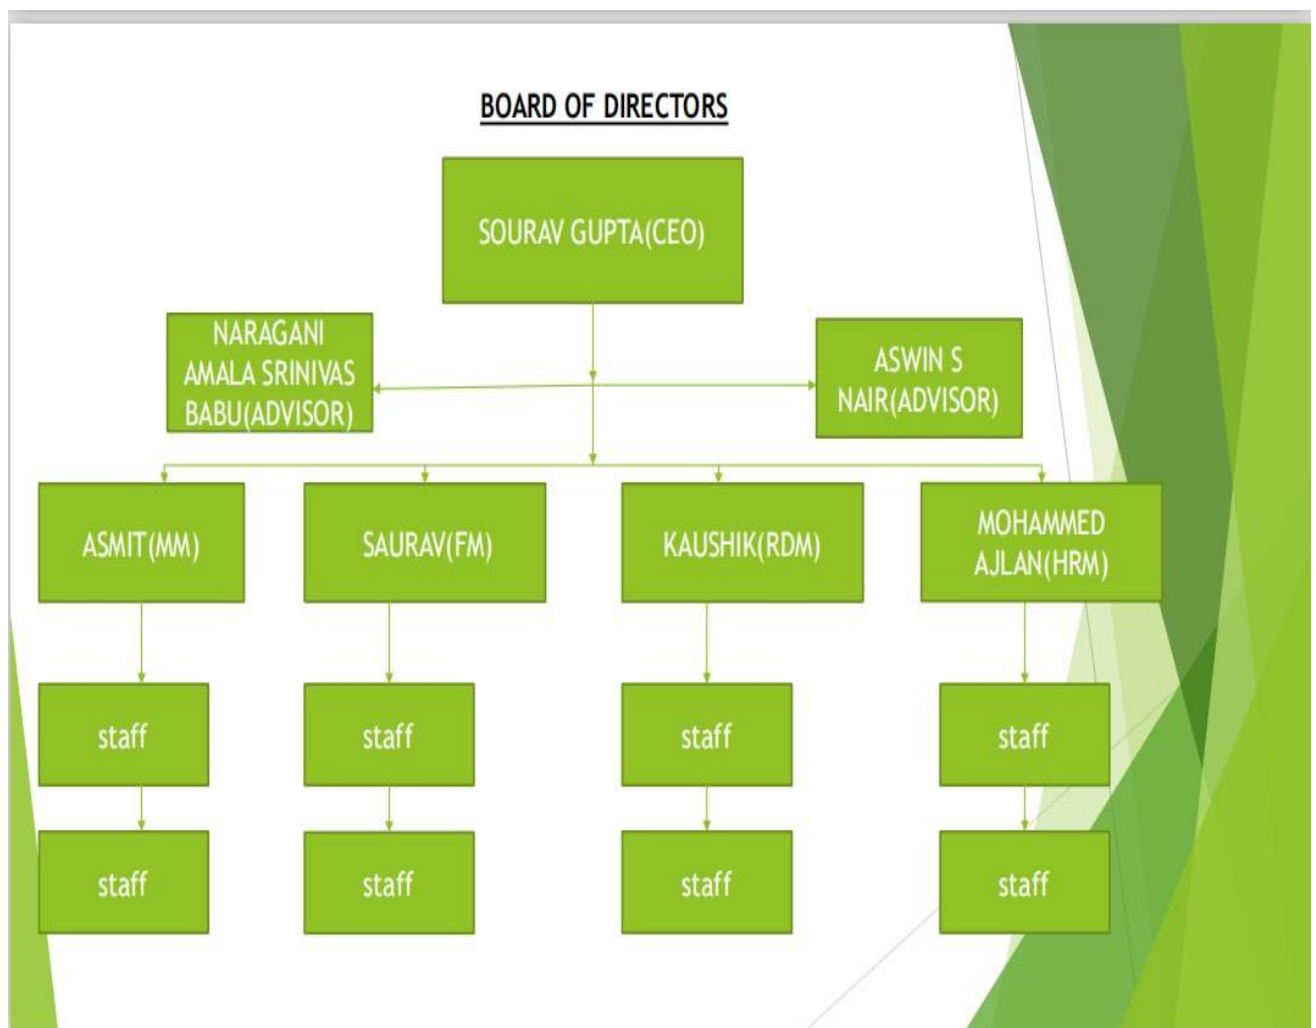 BOARD OF DIRECTORS
SOURAV GUPTA(CEO)
NARAGANI
AMALA SRINIVAS
BABU(ADVISOR)
ASWIN S
NAIR(ADVISOR)
ASMIT(MM)
SAURAV(FM)
KAUSHIK(RDM)
MOHAMMED
AJLAN(HRM)
staff
staff
staff
staff
staff
staff
staff
staff